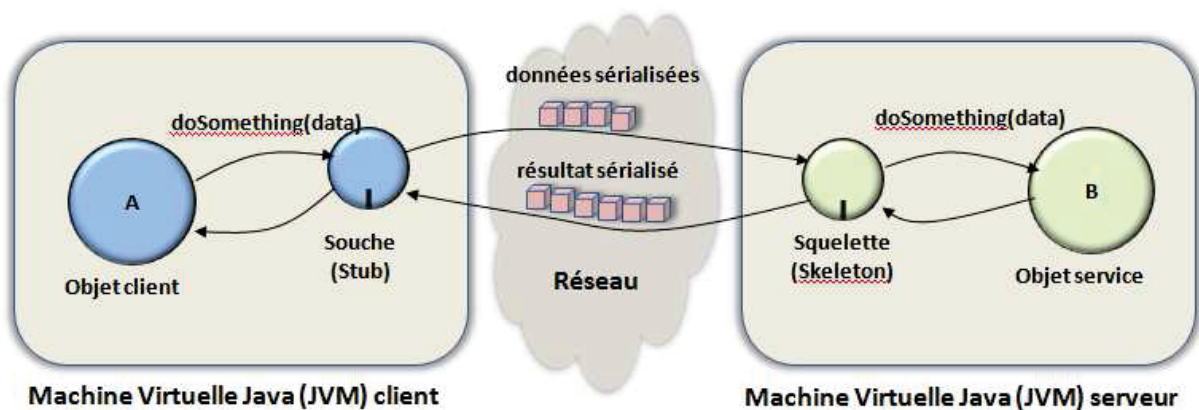 données sérialisées
doSomething(data)
doSomething(data)
résultat sérialisé
A
B
Souche
(Stub)
Squelette
(Skeleton)
Objet client
Réseau
Objet service
Machine Virtuelle Java (JVM) client
Machine Virtuelle Java (JVM) serveur